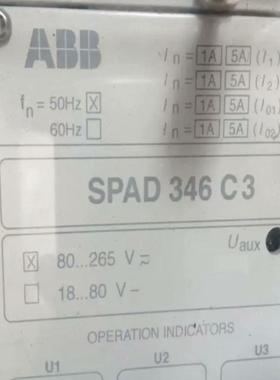 ABB
In = 1A 5A (I1)
In = 1A 5A (I2)
fn = 50Hz ☒ In = 1A 5A (I01)
60Hz ☐ In = 1A 5A (I02)
SPAD 346 C3
Uaux
☒ 80...265 V ⎓
☐ 18...80 V –
OPERATION INDICATORS
U1 U2 U3